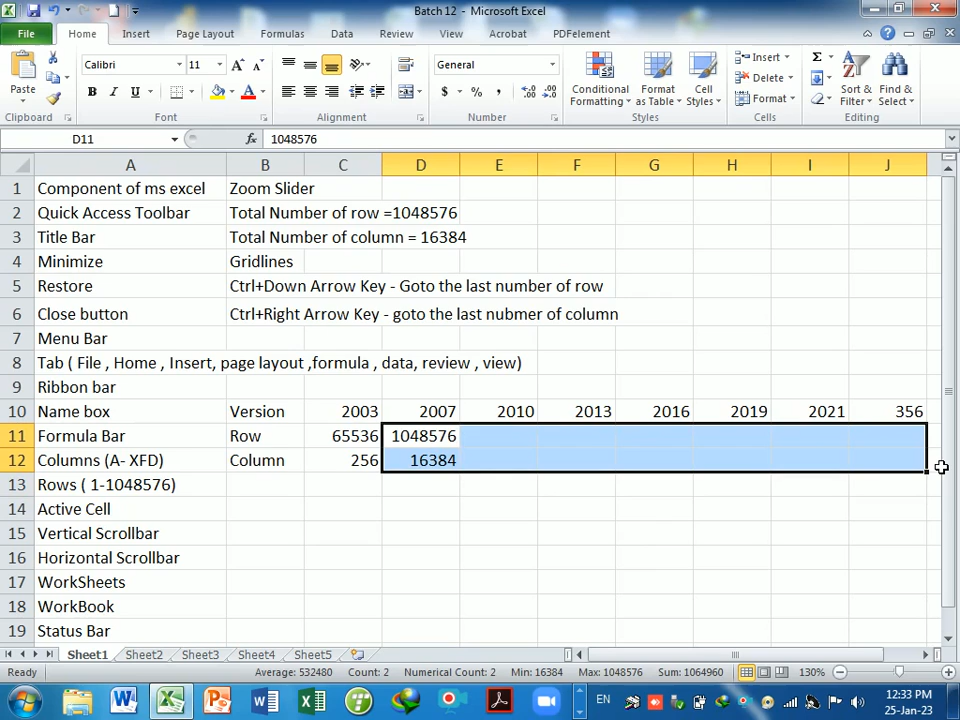 Batch 12 - Microsoft Excel
File Home Insert Page Layout Formulas Data Review View Acrobat PDFelement
Paste
Calibri 11
B I U
General
$ % ,
Conditional Formatting
Format as Table
Cell Styles
Insert
Delete
Format
Sort & Filter
Find & Select
Clipboard Font Alignment Number Styles Cells Editing
D11 fx 1048576
A B C D E F G H I J
1 Component of ms excel Zoom Slider
2 Quick Access Toolbar Total Number of row =1048576
3 Title Bar Total Number of column = 16384
4 Minimize Gridlines
5 Restore Ctrl+Down Arrow Key - Goto the last number of row
6 Close button Ctrl+Right Arrow Key - goto the last nubmer of column
7 Menu Bar
8 Tab ( File , Home , Insert, page layout ,formula , data, review , view)
9 Ribbon bar
10 Name box Version 2003 2007 2010 2013 2016 2019 2021 356
11 Formula Bar Row 65536 1048576
12 Columns (A- XFD) Column 256 16384
13 Rows ( 1-1048576)
14 Active Cell
15 Vertical Scrollbar
16 Horizontal Scrollbar
17 WorkSheets
18 WorkBook
19 Status Bar
Sheet1 Sheet2 Sheet3 Sheet4 Sheet5
Ready Average: 532480 Count: 2 Numerical Count: 2 Min: 16384 Max: 1048576 Sum: 1064960 130%
EN
12:33 PM
25-Jan-23